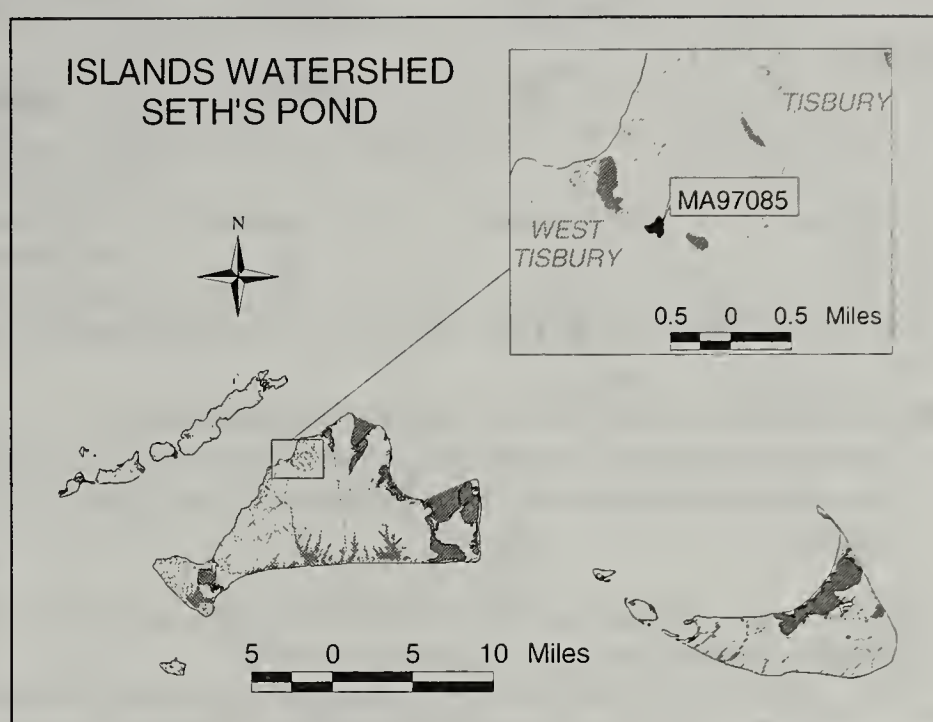 ISLANDS WATERSHED
SETH'S POND
N
TISBURY
MA97085
WEST
TISBURY
0.5 0 0.5 Miles
5 0 5 10 Miles